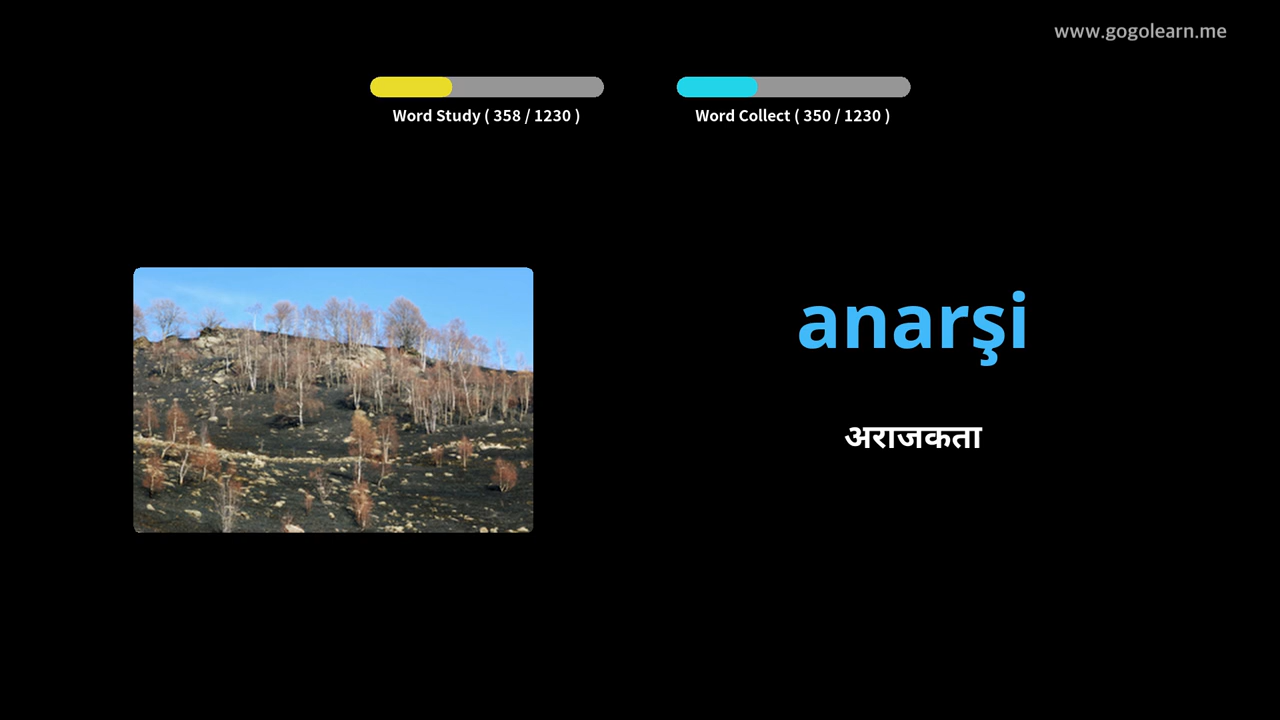 www.gogolearn.me
Word Study ( 358 / 1230 )
Word Collect ( 350 / 1230 )
anarşi
अराजकता